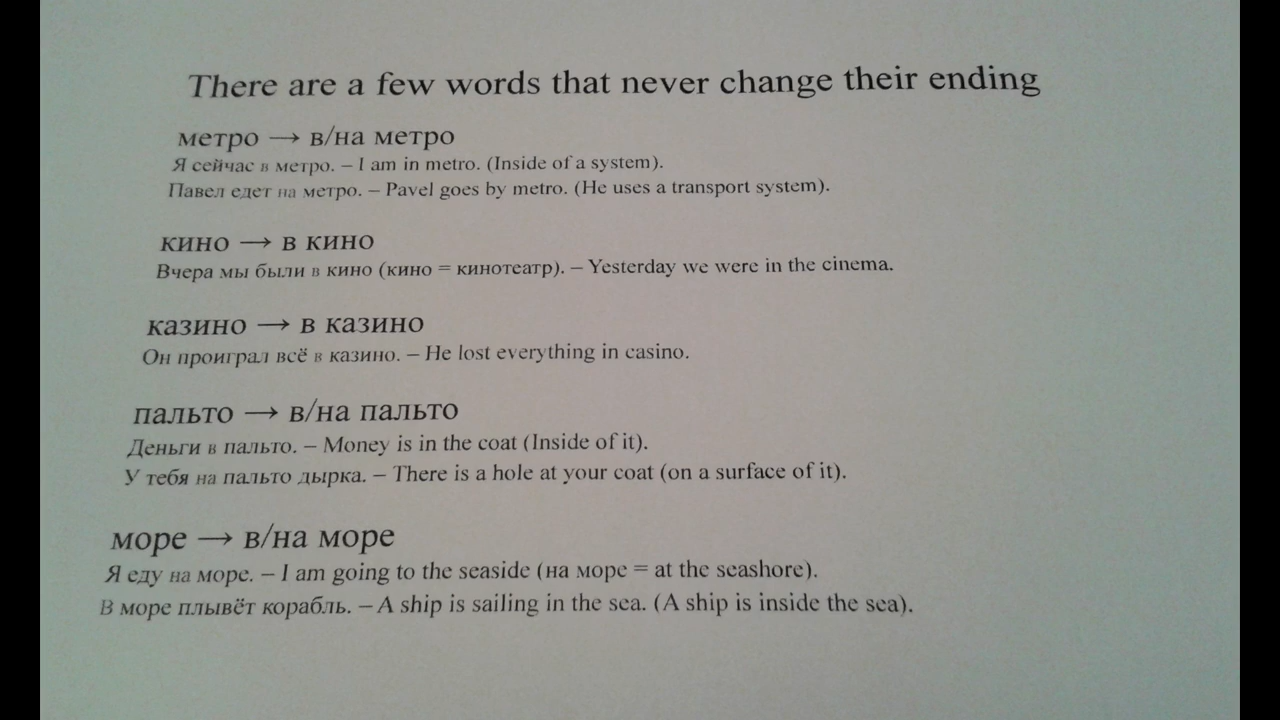 There are a few words that never change their ending
метро → в/на метро
Я сейчас в метро. – I am in metro. (Inside of a system).
Павел едет на метро. – Pavel goes by metro. (He uses a transport system).
кино → в кино
Вчера мы были в кино (кино = кинотеатр). – Yesterday we were in the cinema.
казино → в казино
Он проиграл всё в казино. – He lost everything in casino.
пальто → в/на пальто
Деньги в пальто. – Money is in the coat (Inside of it).
У тебя на пальто дырка. – There is a hole at your coat (on a surface of it).
море → в/на море
Я еду на море. – I am going to the seaside (на море = at the seashore).
В море плывёт корабль. – A ship is sailing in the sea. (A ship is inside the sea).